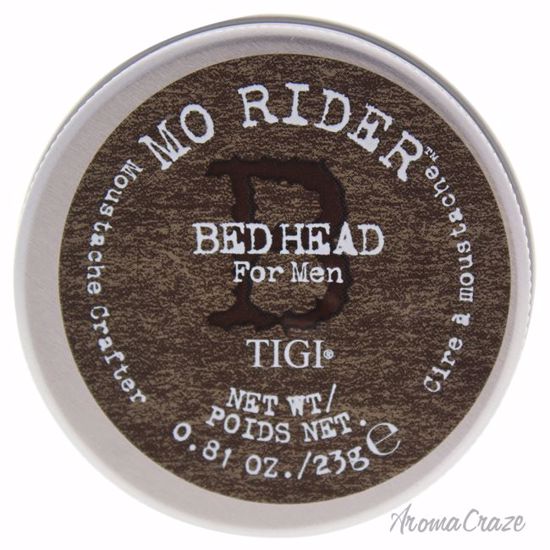 MO RIDER™
Moustache Crafter
Cire à moustache
B
BED HEAD
For Men
TIGI®
NET WT/
POIDS NET.
0.81 OZ./23g e
AromaCraze